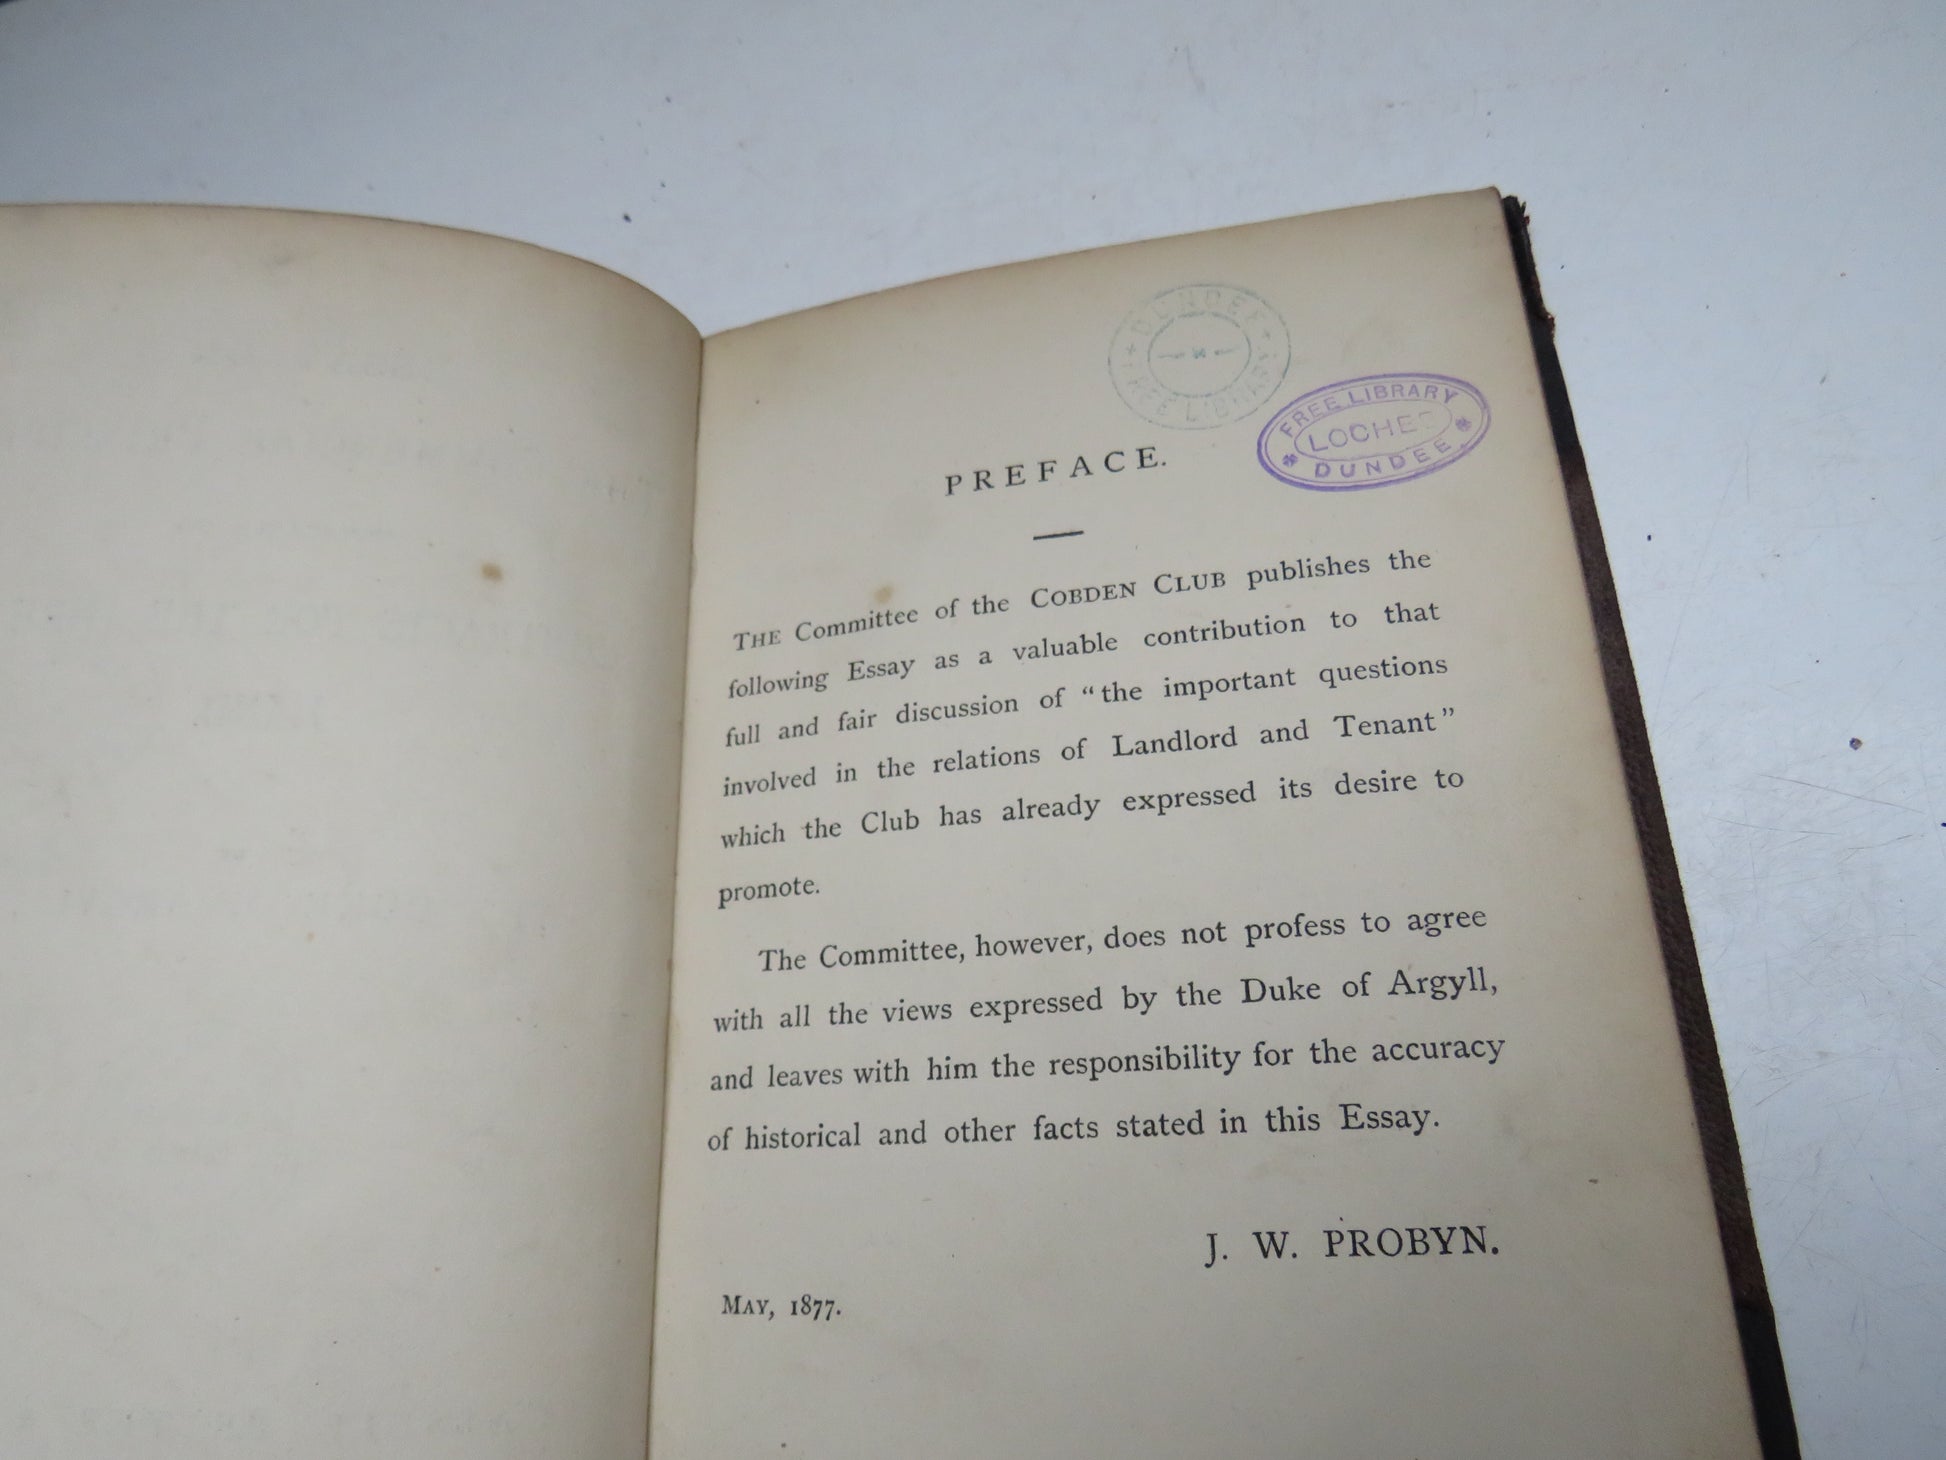 DUNDEE
FREE LIBRARY
FREE LIBRARY
DUNDEE
PREFACE.
THE Committee of the COBDEN CLUB publishes the
following Essay as a valuable contribution to that
full and fair discussion of “the important questions
involved in the relations of Landlord and Tenant”
which the Club has already expressed its desire to
promote.
The Committee, however, does not profess to agree
with all the views expressed by the Duke of Argyll,
and leaves with him the responsibility for the accuracy
of historical and other facts stated in this Essay.
J. W. PROBYN.
MAY, 1877.